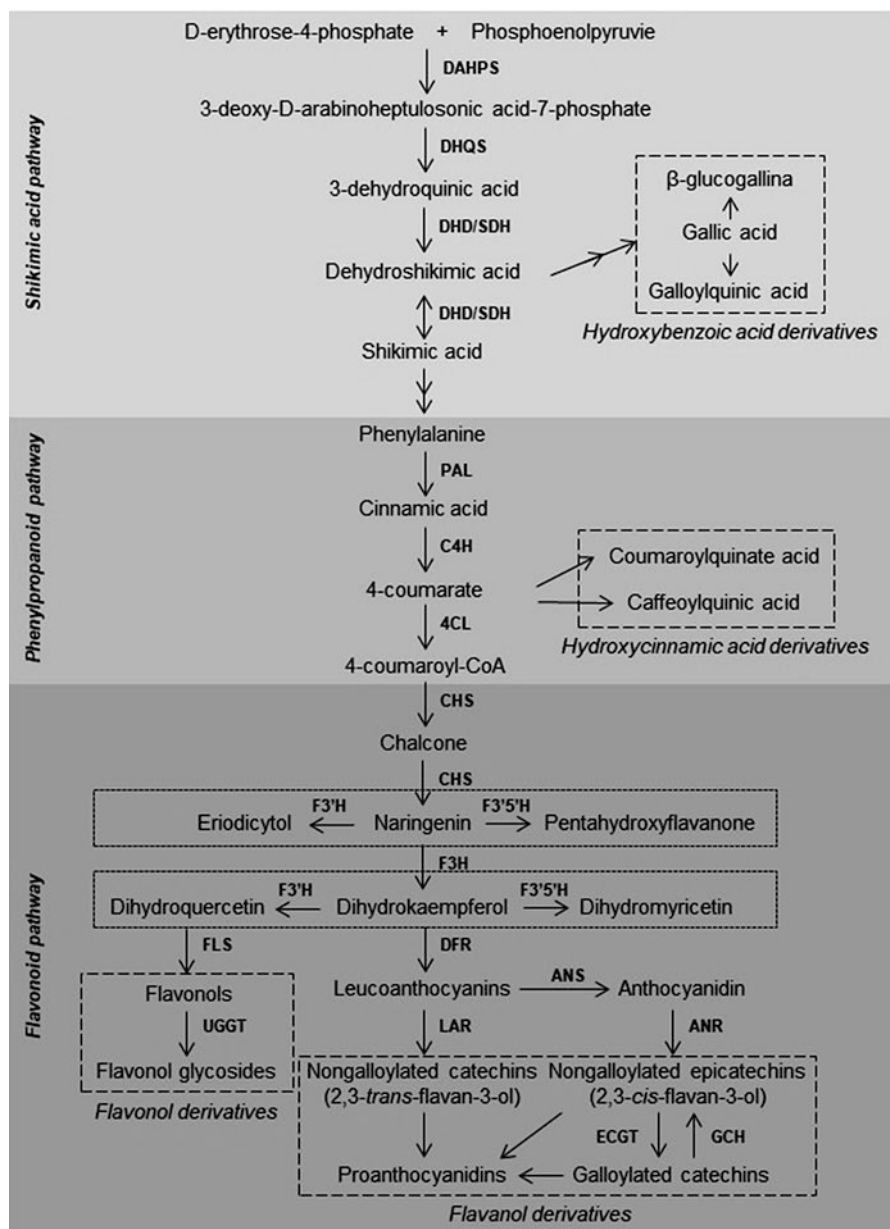 D-erythrose-4-phosphate + Phosphoenolpyruvie
DAHPS
3-deoxy-D-arabinoheptulosonic acid-7-phosphate
DHQS
3-dehydroquinic acid
DHD/SDH
Dehydroshikimic acid
DHD/SDH
Shikimic acid
β-glucogallina
Gallic acid
Galloylquinic acid
Hydroxybenzoic acid derivatives
Shikimic acid pathway
Phenylalanine
PAL
Cinnamic acid
C4H
4-coumarate
4CL
4-coumaroyl-CoA
Coumaroylquinate acid
Caffeoylquinic acid
Hydroxycinnamic acid derivatives
Phenylpropanoid pathway
CHS
Chalcone
CHS
Eriodicytol F3'H Naringenin F3'5'H Pentahydroxyflavanone
F3H
Dihydroquercetin F3'H Dihydrokaempferol F3'5'H Dihydromyricetin
FLS DFR
Flavonols Leucoanthocyanins ANS Anthocyanidin
UGGT LAR ANR
Flavonol glycosides
Flavonol derivatives
Nongalloylated catechins Nongalloylated epicatechins
(2,3-trans-flavan-3-ol) (2,3-cis-flavan-3-ol)
ECGT GCH
Proanthocyanidins Galloylated catechins
Flavanol derivatives
Flavonoid pathway